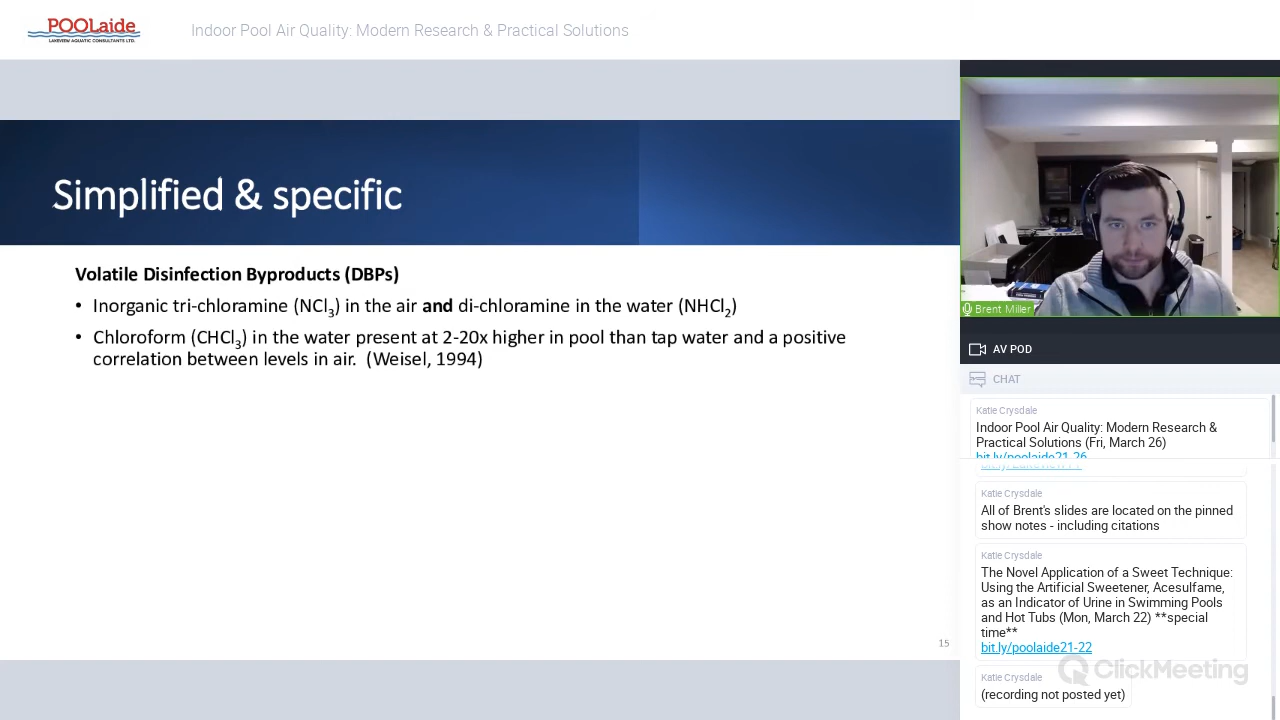 POOLaide
LAKEVIEW AQUATIC CONSULTANTS LTD.
Indoor Pool Air Quality: Modern Research & Practical Solutions
Simplified & specific
Volatile Disinfection Byproducts (DBPs)
• Inorganic tri-chloramine (NCl3) in the air and di-chloramine in the water (NHCl2)
• Chloroform (CHCl3) in the water present at 2-20x higher in pool than tap water and a positive
correlation between levels in air. (Weisel, 1994)
15
Brent Miller
AV POD
CHAT
Katie Crysdale
Indoor Pool Air Quality: Modern Research &
Practical Solutions (Fri, March 26)
bit.ly/poolaide21-26
Katie Crysdale
All of Brent's slides are located on the pinned
show notes - including citations
Katie Crysdale
The Novel Application of a Sweet Technique:
Using the Artificial Sweetener, Acesulfame,
as an Indicator of Urine in Swimming Pools
and Hot Tubs (Mon, March 22) **special
time**
bit.ly/poolaide21-22
Katie Crysdale
(recording not posted yet)
ClickMeeting